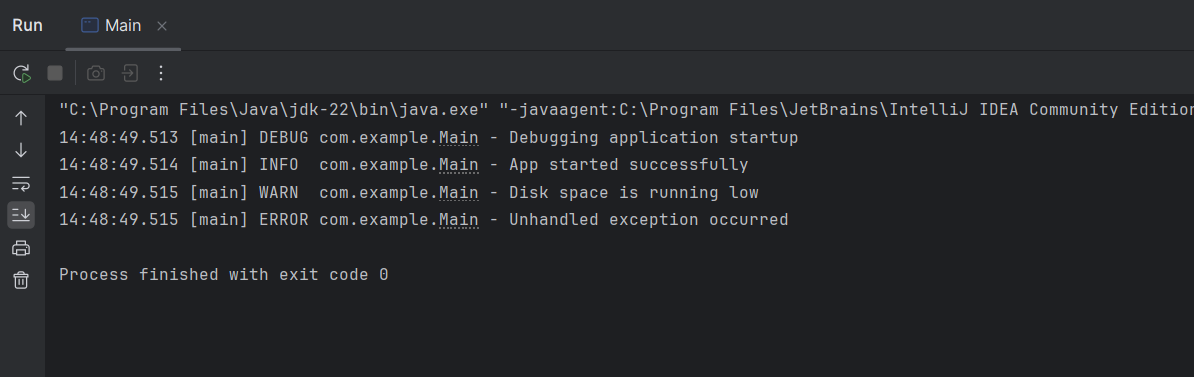 Run Main
"C:\Program Files\Java\jdk-22\bin\java.exe" "-javaagent:C:\Program Files\JetBrains\IntelliJ IDEA Community Edition
14:48:49.513 [main] DEBUG com.example.Main - Debugging application startup
14:48:49.514 [main] INFO  com.example.Main - App started successfully
14:48:49.515 [main] WARN  com.example.Main - Disk space is running low
14:48:49.515 [main] ERROR com.example.Main - Unhandled exception occurred
Process finished with exit code 0